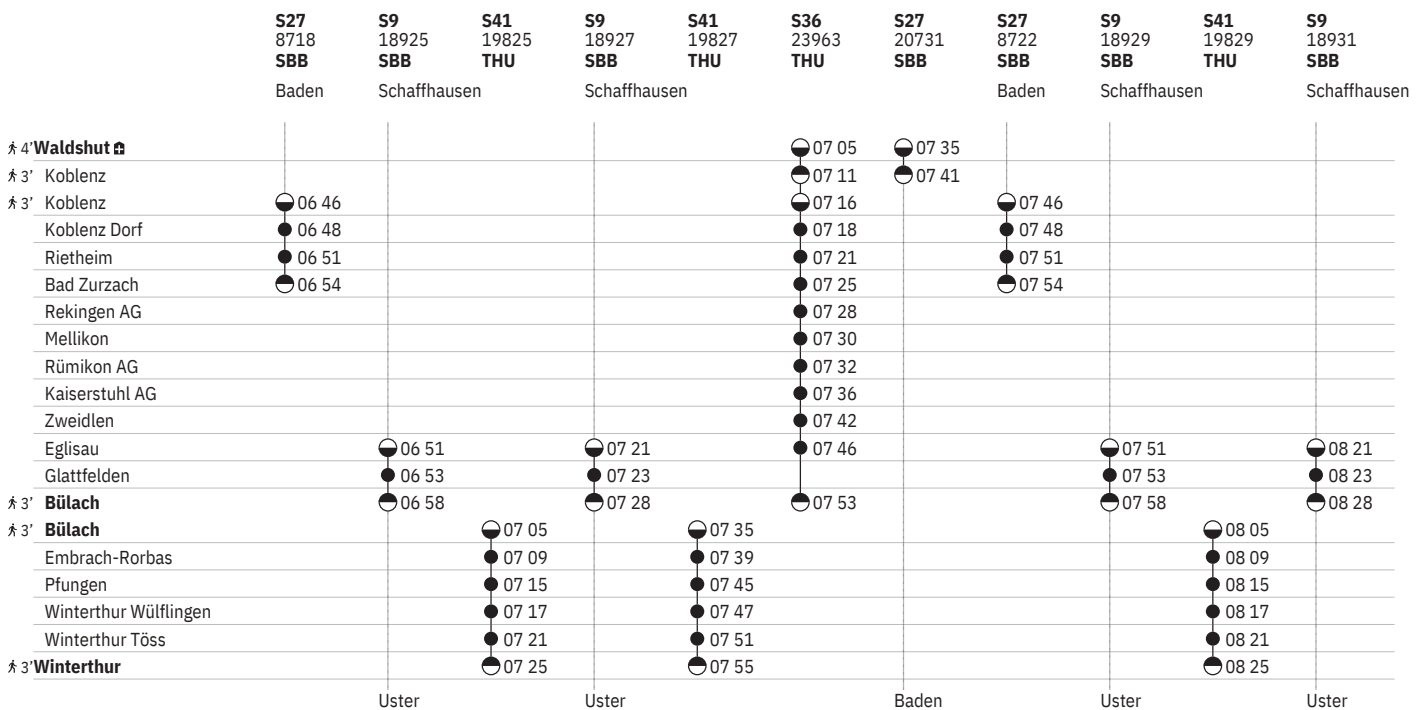 S27 S9 S41 S9 S41 S36 S27 S27 S9 S41 S9
8718 18925 19825 18927 19827 23963 20731 8722 18929 19829 18931
SBB SBB THU SBB THU THU SBB SBB SBB THU SBB
Baden Schaffhausen Schaffhausen Baden Schaffhausen Schaffhausen
4' Waldshut 07 05 07 35
3' Koblenz 07 11 07 41
3' Koblenz 06 46 07 16 07 46
Koblenz Dorf 06 48 07 18 07 48
Rietheim 06 51 07 21 07 51
Bad Zurzach 06 54 07 25 07 54
Rekingen AG 07 28
Mellikon 07 30
Rümikon AG 07 32
Kaiserstuhl AG 07 36
Zweidlen 07 42
Eglisau 06 51 07 21 07 46 07 51 08 21
Glattfelden 06 53 07 23 07 53 08 23
3' Bülach 06 58 07 28 07 53 07 58 08 28
3' Bülach 07 05 07 35 08 05
Embrach-Rorbas 07 09 07 39 08 09
Pfungen 07 15 07 45 08 15
Winterthur Wülflingen 07 17 07 47 08 17
Winterthur Töss 07 21 07 51 08 21
3' Winterthur 07 25 07 55 08 25
Uster Uster Baden Uster Uster